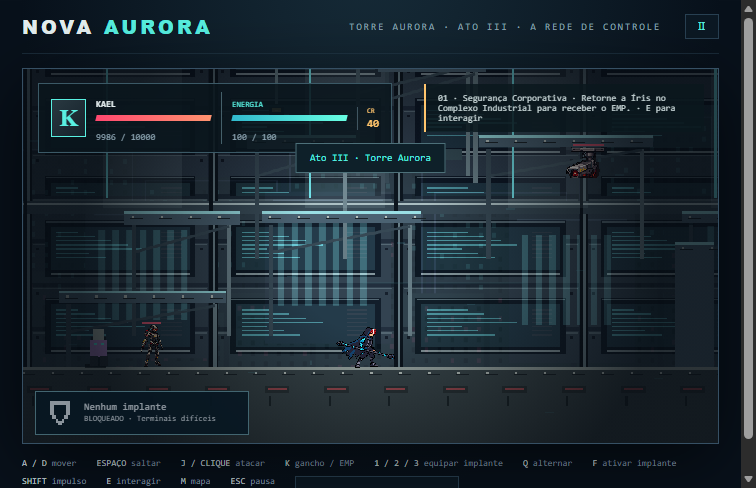 NOVA AURORA
TORRE AURORA · ATO III · A REDE DE CONTROLE
II
K
KAEL
9986 / 10000
ENERGIA
100 / 100
CR
40
01 · Segurança Corporativa · Retorne a Íris no
Complexo Industrial para receber o EMP. · E para
interagir
Ato III · Torre Aurora
Nenhum implante
BLOQUEADO · Terminais difíceis
A / D mover ESPAÇO saltar J / CLIQUE atacar K gancho / EMP 1 / 2 / 3 equipar implante Q alternar F ativar implante
SHIFT impulso E interagir M mapa ESC pausa